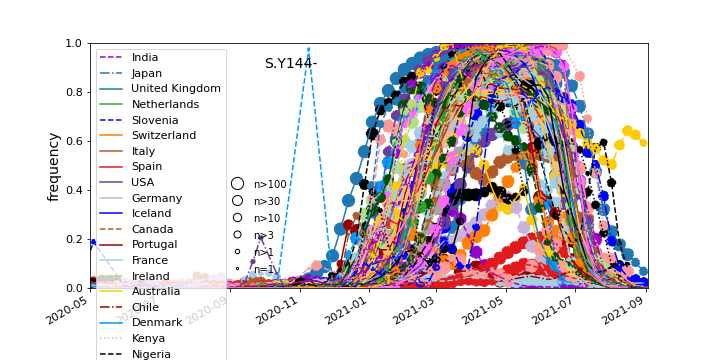 S.Y144-
frequency
1.0
0.8
0.6
0.4
0.2
0.0
India
Japan
United Kingdom
Netherlands
Slovenia
Switzerland
Italy
Spain
USA
Germany
Iceland
Canada
Portugal
France
Ireland
Australia
Chile
Denmark
Kenya
Nigeria
n>100
n>30
n>10
n>3
n>1
n=1
2020-05
2020-09
2020-11
2021-01
2021-03
2021-05
2021-07
2021-09